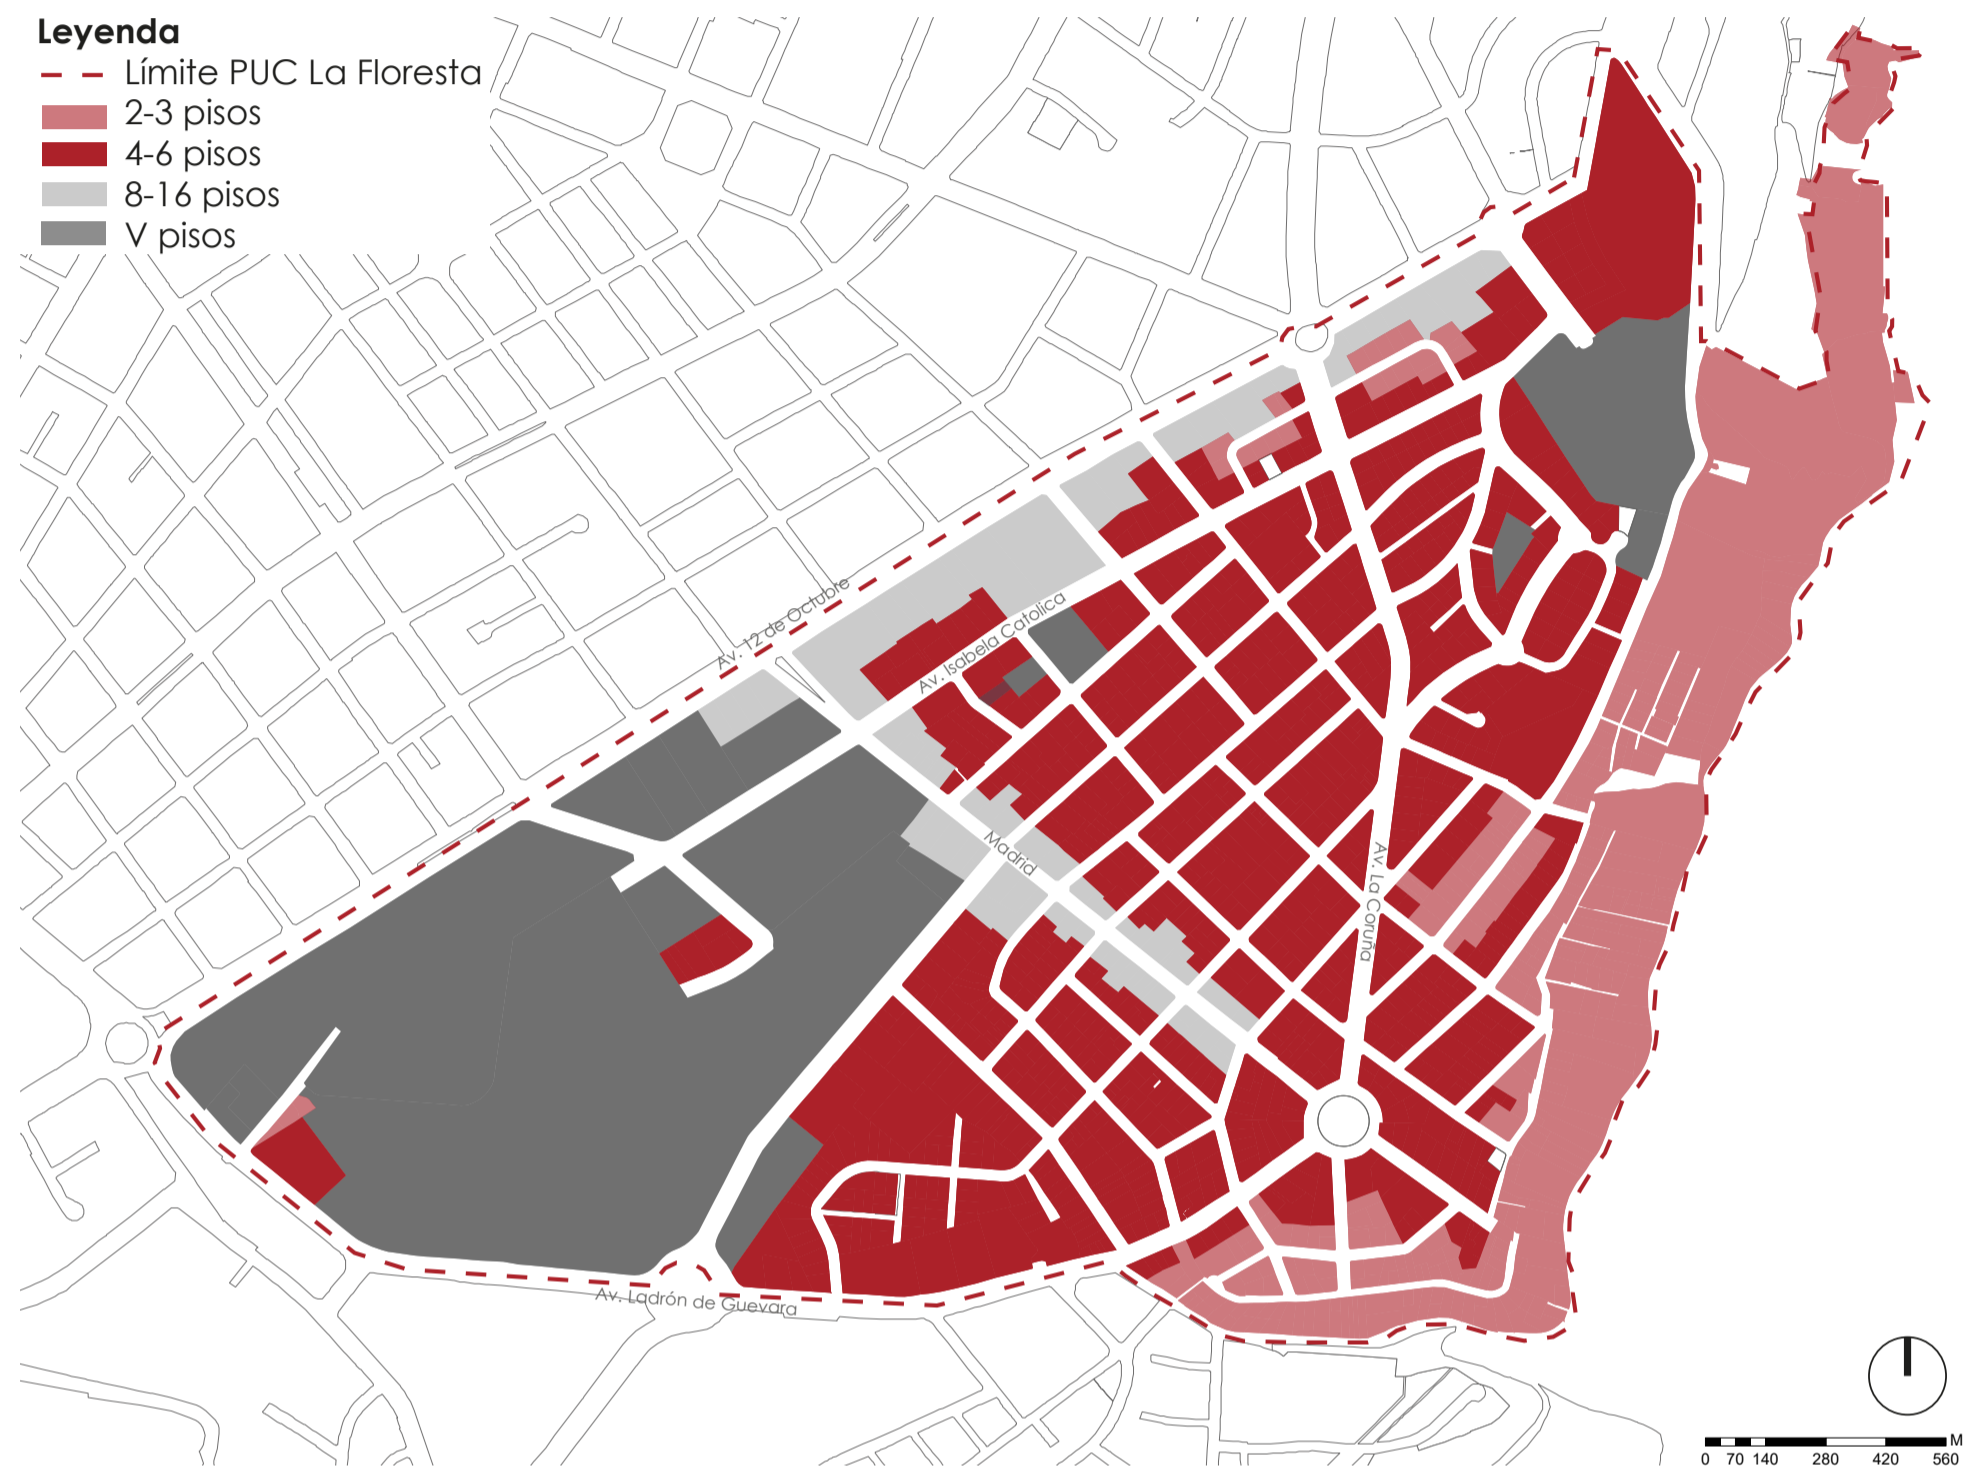 Leyenda
Límite PUC La Floresta
2-3 pisos
4-6 pisos
8-16 pisos
V pisos
Av. 12 de Octubre
Av. Isabela Catolica
Madrid
Av. La Coruña
Av. Ladrón de Guevara
M
0 70 140 280 420 560